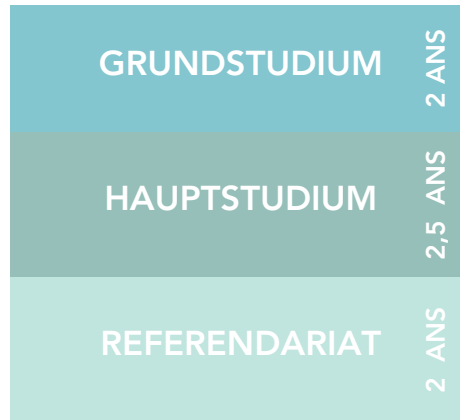 GRUNDSTUDIUM
2 ANS
HAUPTSTUDIUM
2,5 ANS
REFERENDARIAT
2 ANS